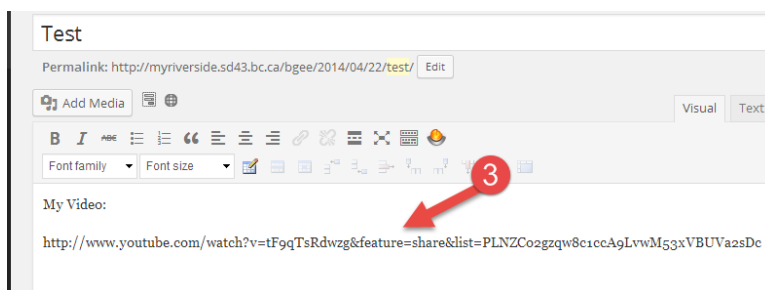 Test
Permalink: http://myriverside.sd43.bc.ca/bgee/2014/04/22/test/ Edit
Add Media
Visual Text
B I ABC
Font family Font size
3
My Video:
http://www.youtube.com/watch?v=tF9qTsRdwzg&feature=share&list=PLNZCo2gzqw8c1ccA9LvwM53xVBUVa2sDc